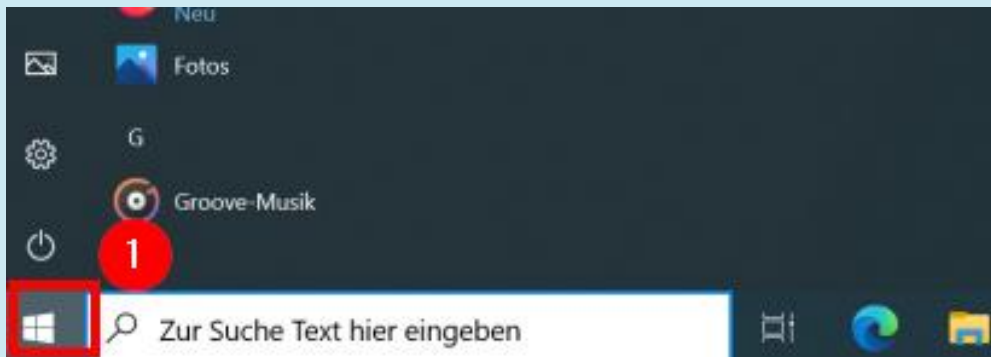 Neu
Fotos
G
Groove-Musik
1
Zur Suche Text hier eingeben